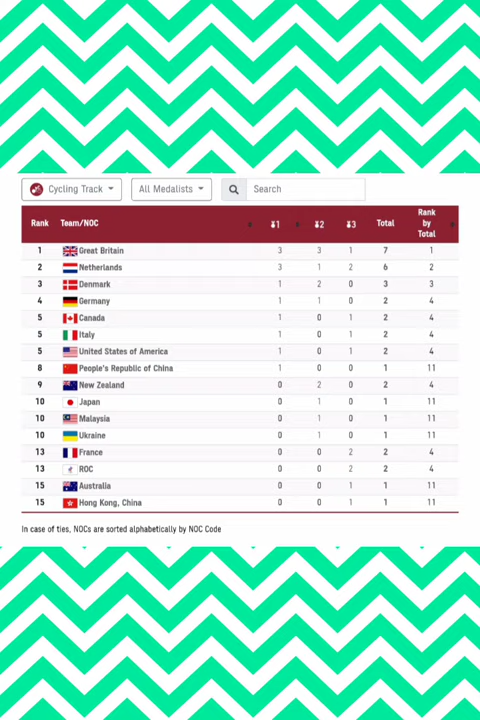 Cycling Track All Medalists Search
Rank Team/NOC 1 2 3 Total Rank by Total
1 Great Britain 3 3 1 7 1
2 Netherlands 3 1 2 6 2
3 Denmark 1 2 0 3 3
4 Germany 1 1 0 2 4
5 Canada 1 0 1 2 4
5 Italy 1 0 1 2 4
5 United States of America 1 0 1 2 4
8 People's Republic of China 1 0 0 1 11
9 New Zealand 0 2 0 2 4
10 Japan 0 1 0 1 11
10 Malaysia 0 1 0 1 11
10 Ukraine 0 1 0 1 11
13 France 0 0 2 2 4
13 ROC 0 0 2 2 4
15 Australia 0 0 1 1 11
15 Hong Kong, China 0 0 1 1 11
In case of ties, NOCs are sorted alphabetically by NOC Code